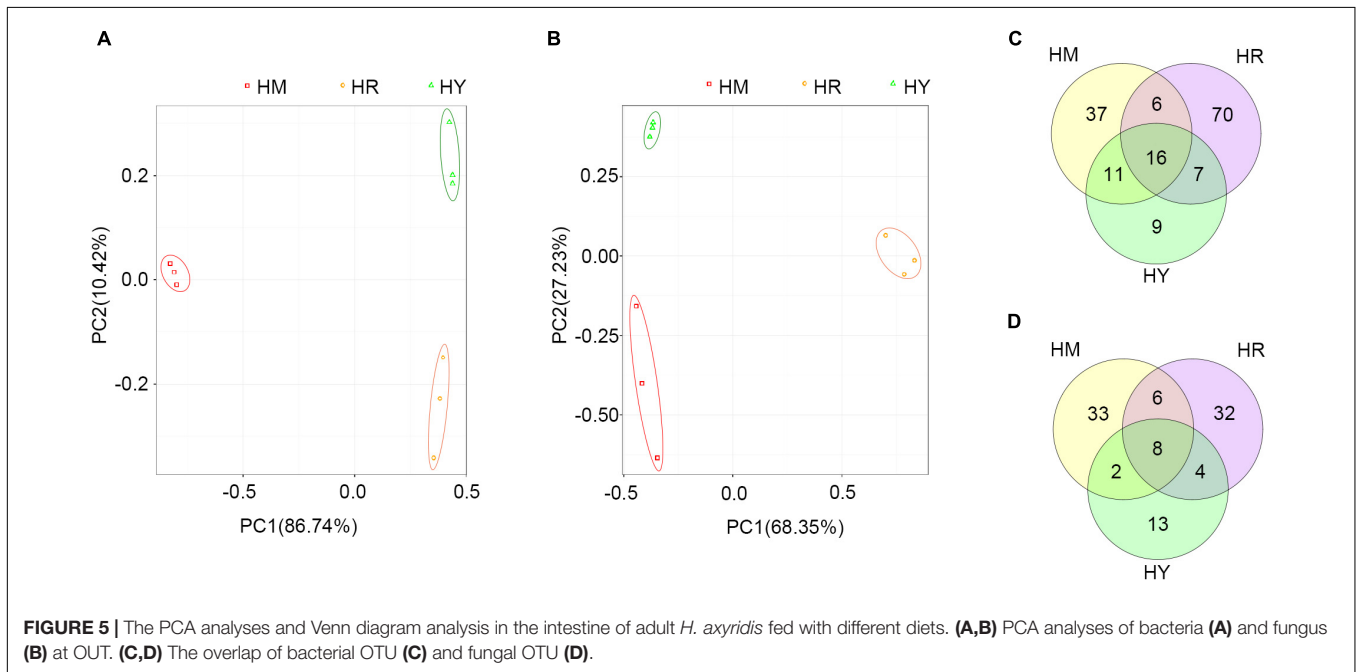 A
HM HR HY
PC2(10.42%)
0.2
0.0
-0.2
-0.5 0.0 0.5
PC1(86.74%)
B
HM HR HY
PC2(27.23%)
0.25
0.00
-0.25
-0.50
-0.5 0.0 0.5
PC1(68.35%)
C
HM HR
37 6 70
16
11 7
9
HY
D
HM HR
33 6 32
8
2 4
13
HY
FIGURE 5 | The PCA analyses and Venn diagram analysis in the intestine of adult H. axyridis fed with different diets. (A,B) PCA analyses of bacteria (A) and fungus
(B) at OUT. (C,D) The overlap of bacterial OTU (C) and fungal OTU (D).